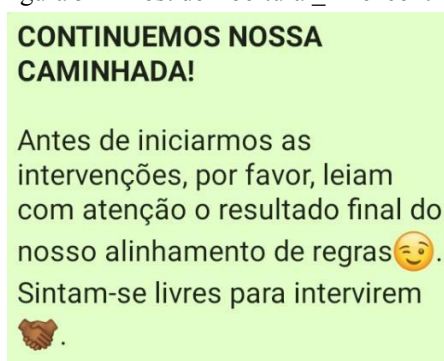 CONTINUEMOS NOSSA
CAMINHADA!
Antes de iniciarmos as
intervenções, por favor, leiam
com atenção o resultado final do
nosso alinhamento de regras😉.
Sintam-se livres para intervirem
🤝🏾.